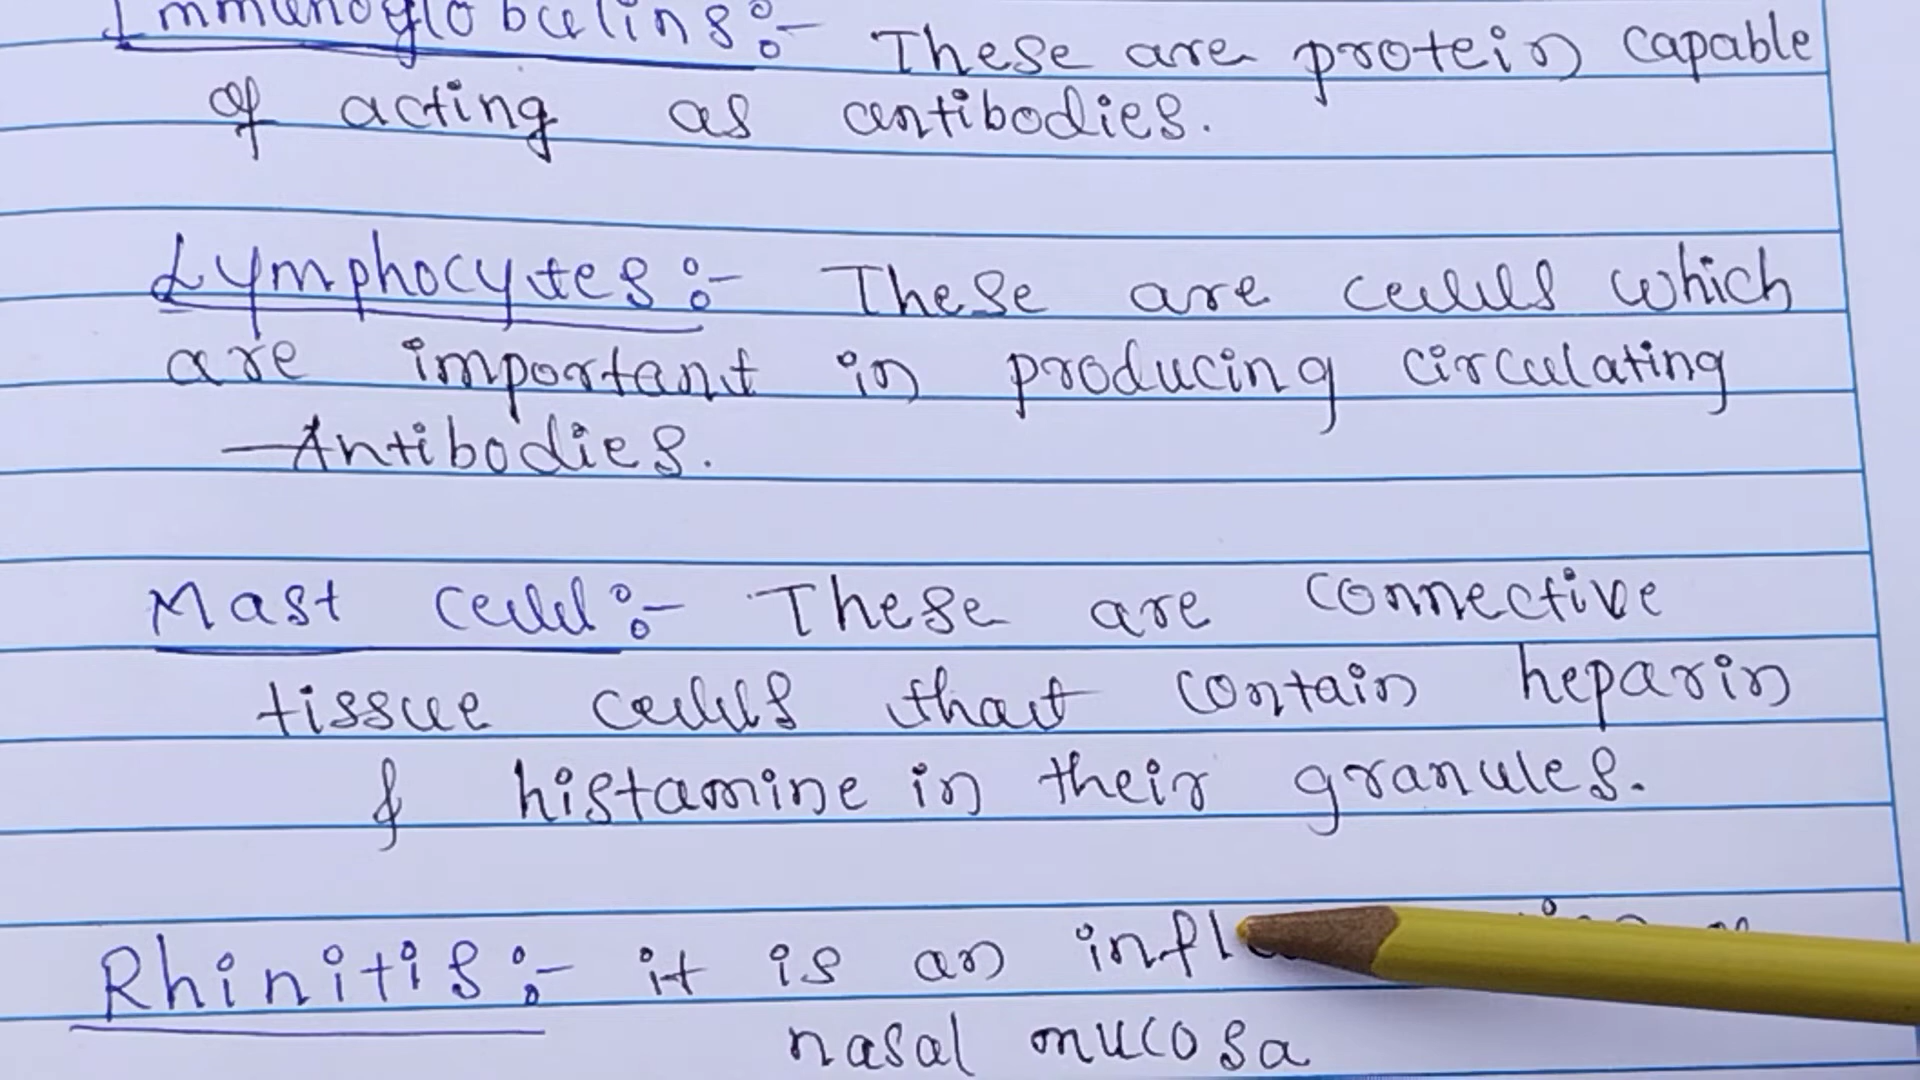 Immunoglobulins:- These are protein capable
of acting as antibodies.
Lymphocytes:- These are cells which
are important in producing circulating
Antibodies.
Mast cell:- These are connective
tissue cells that contain heparin
& histamine in their granules.
Rhinitis:- it is an
nasal mucosa